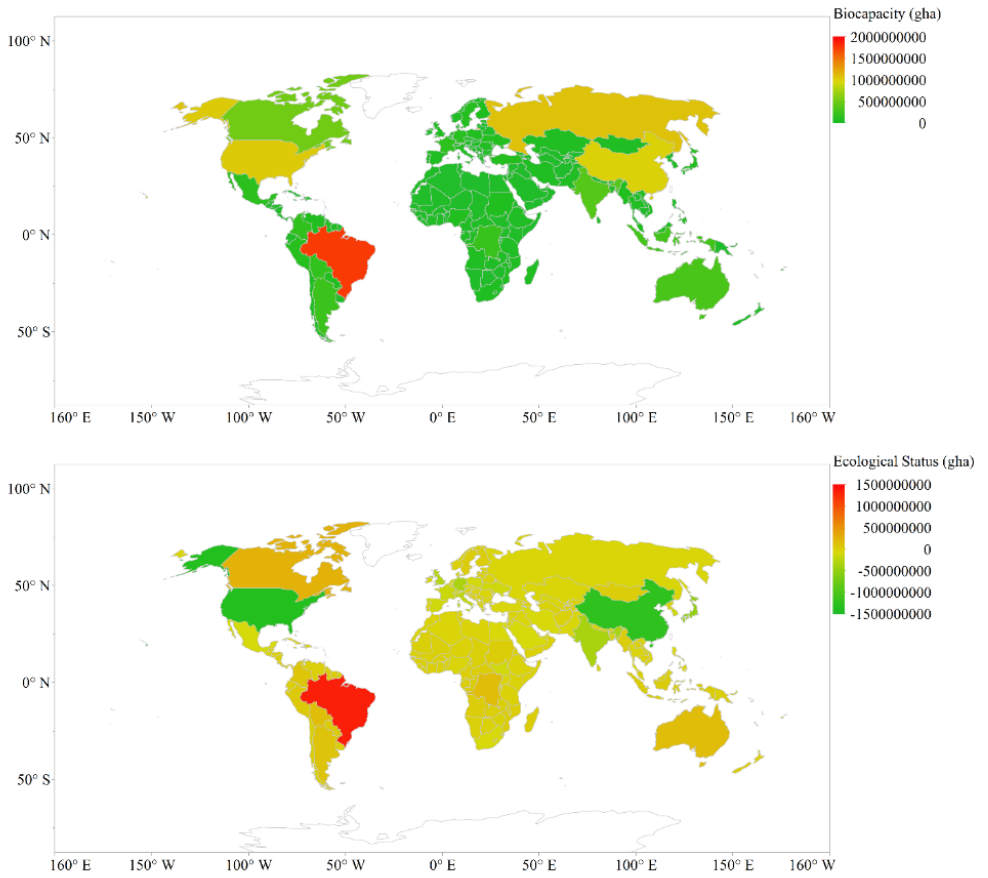 Biocapacity (gha)
2000000000
1500000000
1000000000
500000000
0
100° N
50° N
0° N
50° S
160° E 150° W 100° W 50° W 0° E 50° E 100° E 150° E 160° W
Ecological Status (gha)
1500000000
1000000000
500000000
0
-500000000
-1000000000
-1500000000
100° N
50° N
0° N
50° S
160° E 150° W 100° W 50° W 0° E 50° E 100° E 150° E 160° W